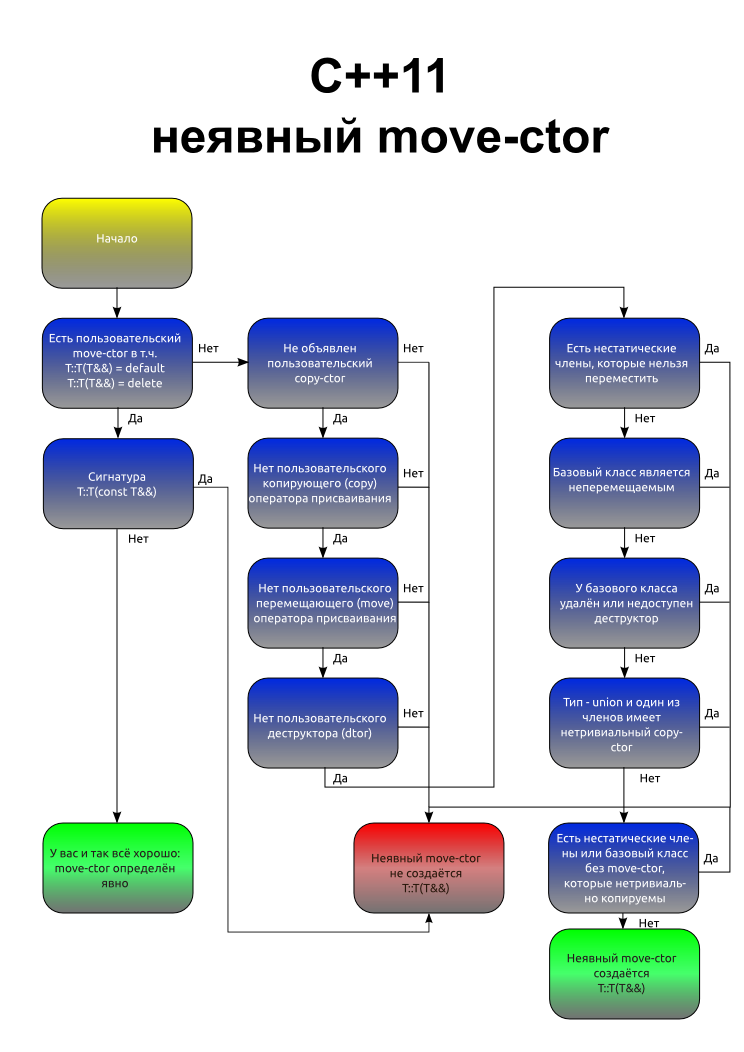 C++11
неявный move-ctor
Начало
Есть пользовательский
move-ctor в т.ч.
T::T(T&&) = default
T::T(T&&) = delete
Нет
Да
Сигнатура
T::T(const T&&)
Да
Нет
У вас и так всё хорошо:
move-ctor определён
явно
Не объявлен
пользовательский
copy-ctor
Нет
Да
Нет пользовательского
копирующего (copy)
оператора присваивания
Нет
Да
Нет пользовательского
перемещающего (move)
оператора присваивания
Нет
Да
Нет пользовательского
деструктора (dtor)
Нет
Да
Неявный move-ctor
не создаётся
T::T(T&&)
Есть нестатические
члены, которые нельзя
переместить
Да
Нет
Базовый класс является
неперемещаемым
Да
Нет
У базового класса
удалён или недоступен
деструктор
Да
Нет
Тип - union и один из
членов имеет
нетривиальный copy-
ctor
Да
Нет
Есть нестатические чле-
ны или базовый класс
без move-ctor,
которые нетривиаль-
но копируемы
Да
Нет
Неявный move-ctor
создаётся
T::T(T&&)